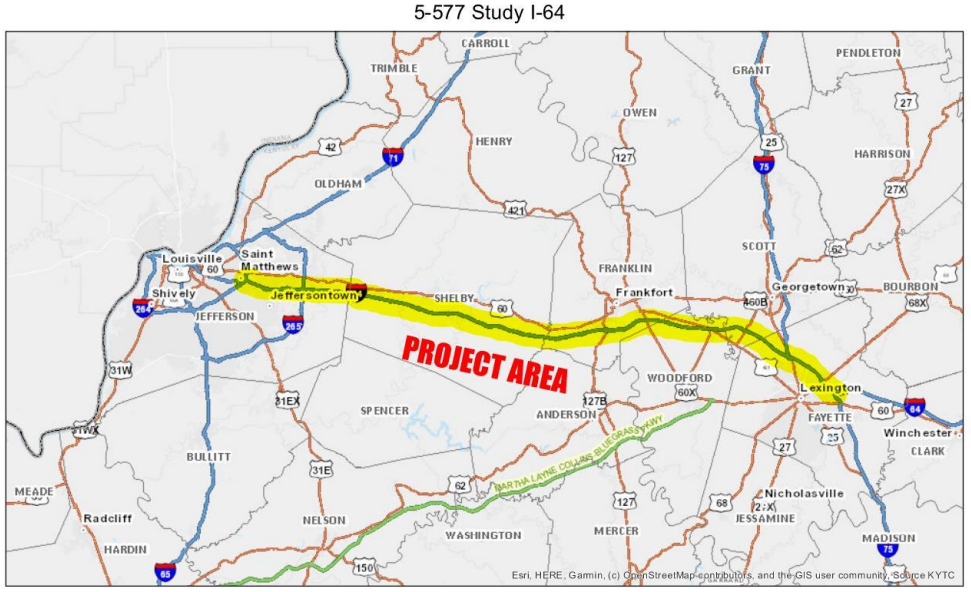 5-577 Study I-64
CARROLL
TRIMBLE
PENDLETON
GRANT
27
OWEN
42
HENRY
25
127
71
75
HARRISON
OLDHAM
27X
421
SCOTT
62
Louisville
Saint
Matthews
60
FRANKLIN
Georgetown
BOURBON
Shively
Jeffersontown
SHELBY
Frankfort
460B
68X
264
60
JEFFERSON
265
PROJECT AREA
31W
WOODFORD
Lexington
31EX
SPENCER
127B
60X
ANDERSON
FAYETTE
60
64
Winchester
BULLITT
25
CLARK
27
MARTHA LAYNE COLLINS BLUEGRASS PKWY
31E
62
MEADE
Nicholasville
127
68
Radcliff
NELSON
JESSAMINE
WASHINGTON
MERCER
MADISON
HARDIN
75
65
150
Esri, HERE, Garmin, (c) OpenStreetMap contributors, and the GIS user community, Source KYTC